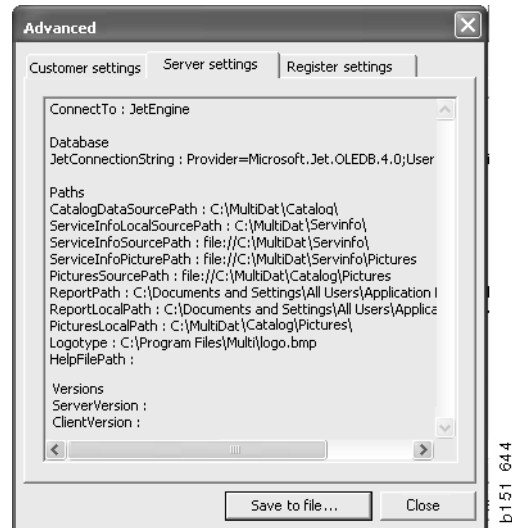 Advanced
Customer settings Server settings Register settings
ConnectTo : JetEngine
Database
JetConnectionString : Provider=Microsoft.Jet.OLEDB.4.0;User
Paths
CatalogDataSourcePath : C:\MultiDat\Catalog\
ServiceInfoLocalSourcePath : C:\MultiDat\Servinfo\
ServiceInfoSourcePath : file://C:\MultiDat\Servinfo\
ServiceInfoPicturePath : file://C:\MultiDat\Servinfo\Pictures
PicturesSourcePath : file://C:\MultiDat\Catalog\Pictures
ReportPath : C:\Documents and Settings\All Users\Application
ReportLocalPath : C:\Documents and Settings\All Users\Applica
PicturesLocalPath : C:\MultiDat\Catalog\Pictures\
Logotype : C:\Program Files\Multi\logo.bmp
HelpFilePath :
Versions
ServerVersion :
ClientVersion :
Save to file... Close
b151 644